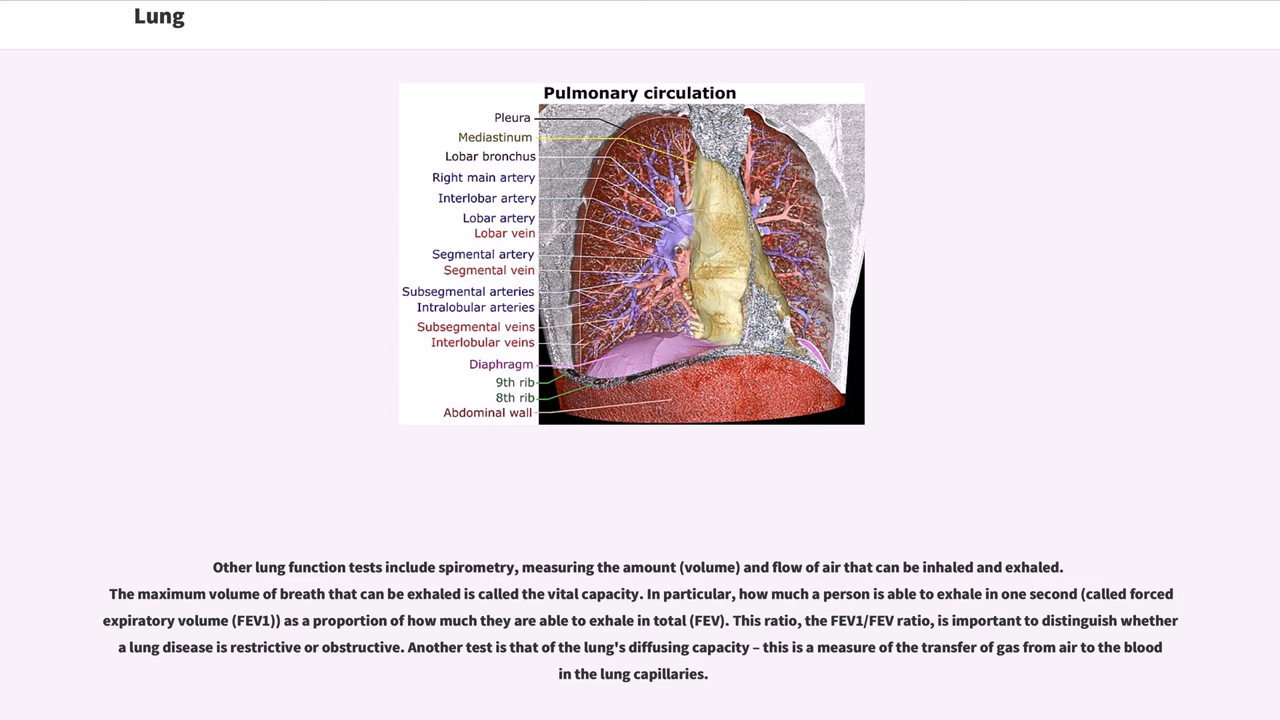 Lung
Pulmonary circulation
Pleura
Mediastinum
Lobar bronchus
Right main artery
Interlobar artery
Lobar artery
Lobar vein
Segmental artery
Segmental vein
Subsegmental arteries
Intralobular arteries
Subsegmental veins
Interlobular veins
Diaphragm
9th rib
8th rib
Abdominal wall
Other lung function tests include spirometry, measuring the amount (volume) and flow of air that can be inhaled and exhaled.
The maximum volume of breath that can be exhaled is called the vital capacity. In particular, how much a person is able to exhale in one second (called forced
expiratory volume (FEV1)) as a proportion of how much they are able to exhale in total (FEV). This ratio, the FEV1/FEV ratio, is important to distinguish whether
a lung disease is restrictive or obstructive. Another test is that of the lung's diffusing capacity – this is a measure of the transfer of gas from air to the blood
in the lung capillaries.